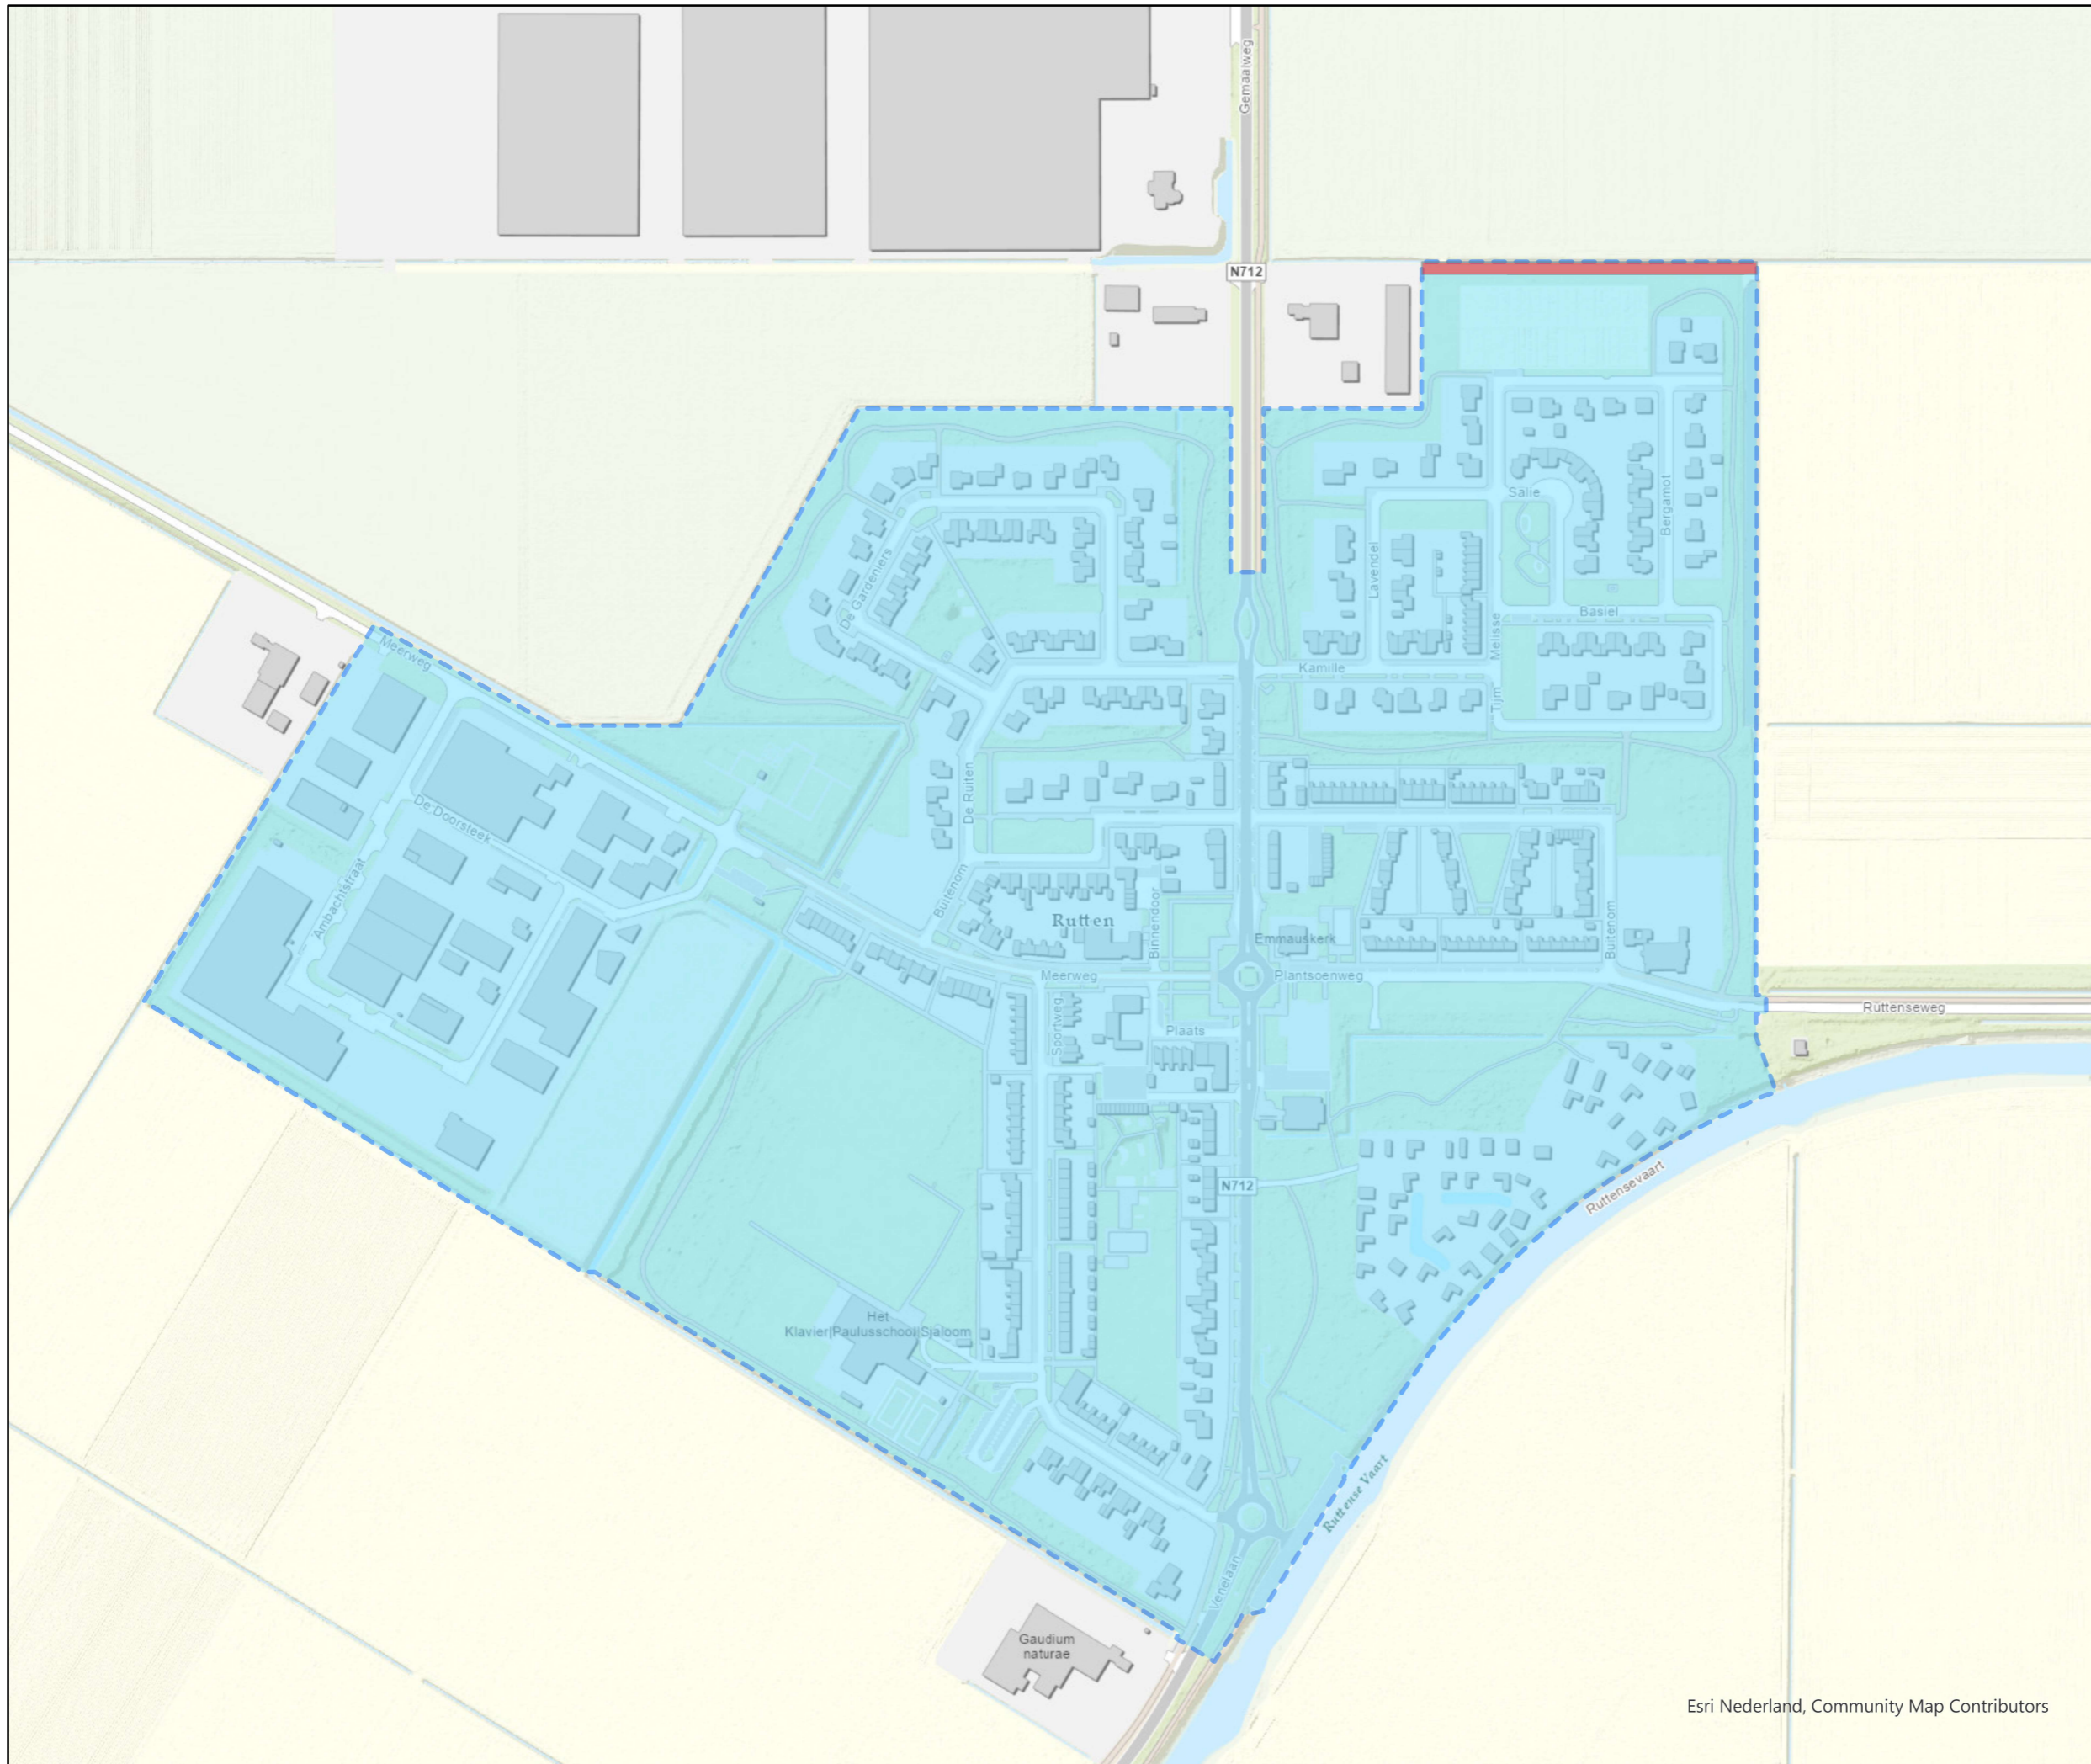 Gemaalweg
N712
Salie
Bergamot
Lavendel
De Gardeniers
Basiel
Melisse
Meerweg
Kamille
Tijm
De Ruiten
De Doorsteek
Ambachtstraat
Buitenom
Rutten
Binnendoor
Emmauskerk
Buitenom
Meerweg
Plantsoenweg
Ruttenseweg
Sportweg
Plaats
N712
Ruttensevaart
Het
Klavier|Paulusschool|Sjaloom
Ruttense Vaart
Venelaan
Gaudium
naturae
Esri Nederland, Community Map Contributors